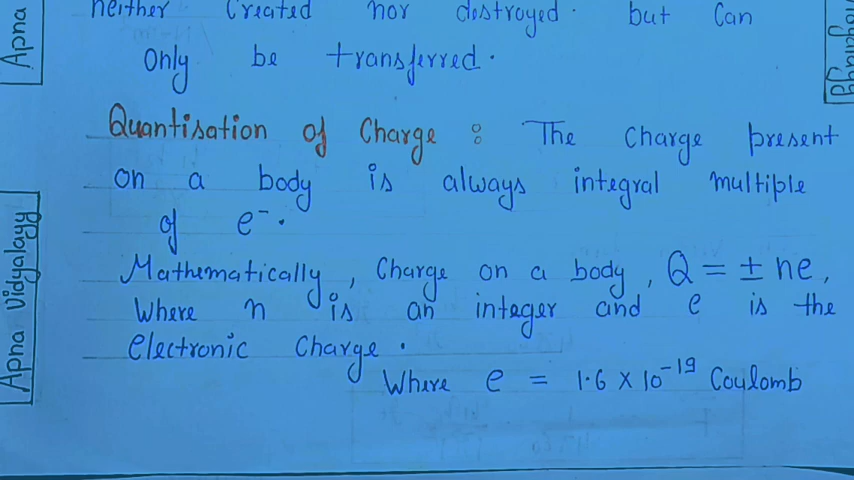 Apna
neither created nor destroyed. but can
only be transferred.
Quantisation of Charge : The charge present
on a body is always integral multiple
of e⁻.
Mathematically, charge on a body, Q = ± ne,
Where n is an integer and e is the
electronic charge.
Where e = 1.6 × 10⁻¹⁹ Coulomb
Apna Vidyalayy